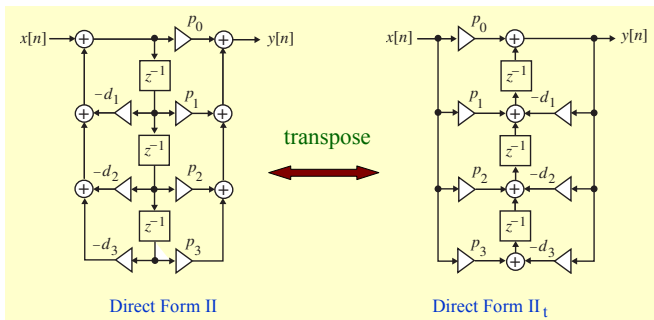 x[n] p₀ y[n]
z⁻¹
−d₁ p₁
z⁻¹
−d₂ p₂
z⁻¹
−d₃ p₃
Direct Form II
transpose
x[n] p₀ y[n]
z⁻¹
p₁ −d₁
z⁻¹
p₂ −d₂
z⁻¹
p₃ −d₃
Direct Form IIₜ